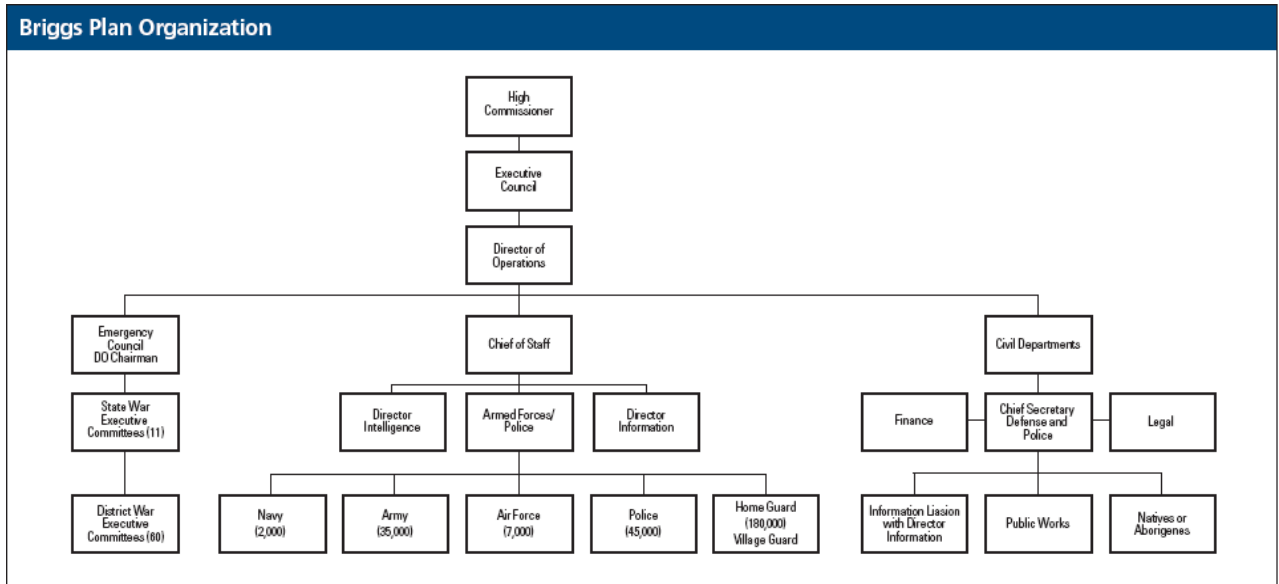 Briggs Plan Organization
High
Commissioner
Executive
Council
Director of
Operations
Emergency
Council
DO Chairman
Chief of Staff
Civil Departments
State War
Executive
Committees (11)
Director
Intelligence
Armed Forces/
Police
Director
Information
Finance
Chief Secretary
Defense and
Police
Legal
District War
Executive
Committees (60)
Navy
(2,000)
Army
(35,000)
Air Force
(7,000)
Police
(45,000)
Home Guard
(180,000)
Village Guard
Information Liasion
with Director
Information
Public Works
Natives or
Aborigenes